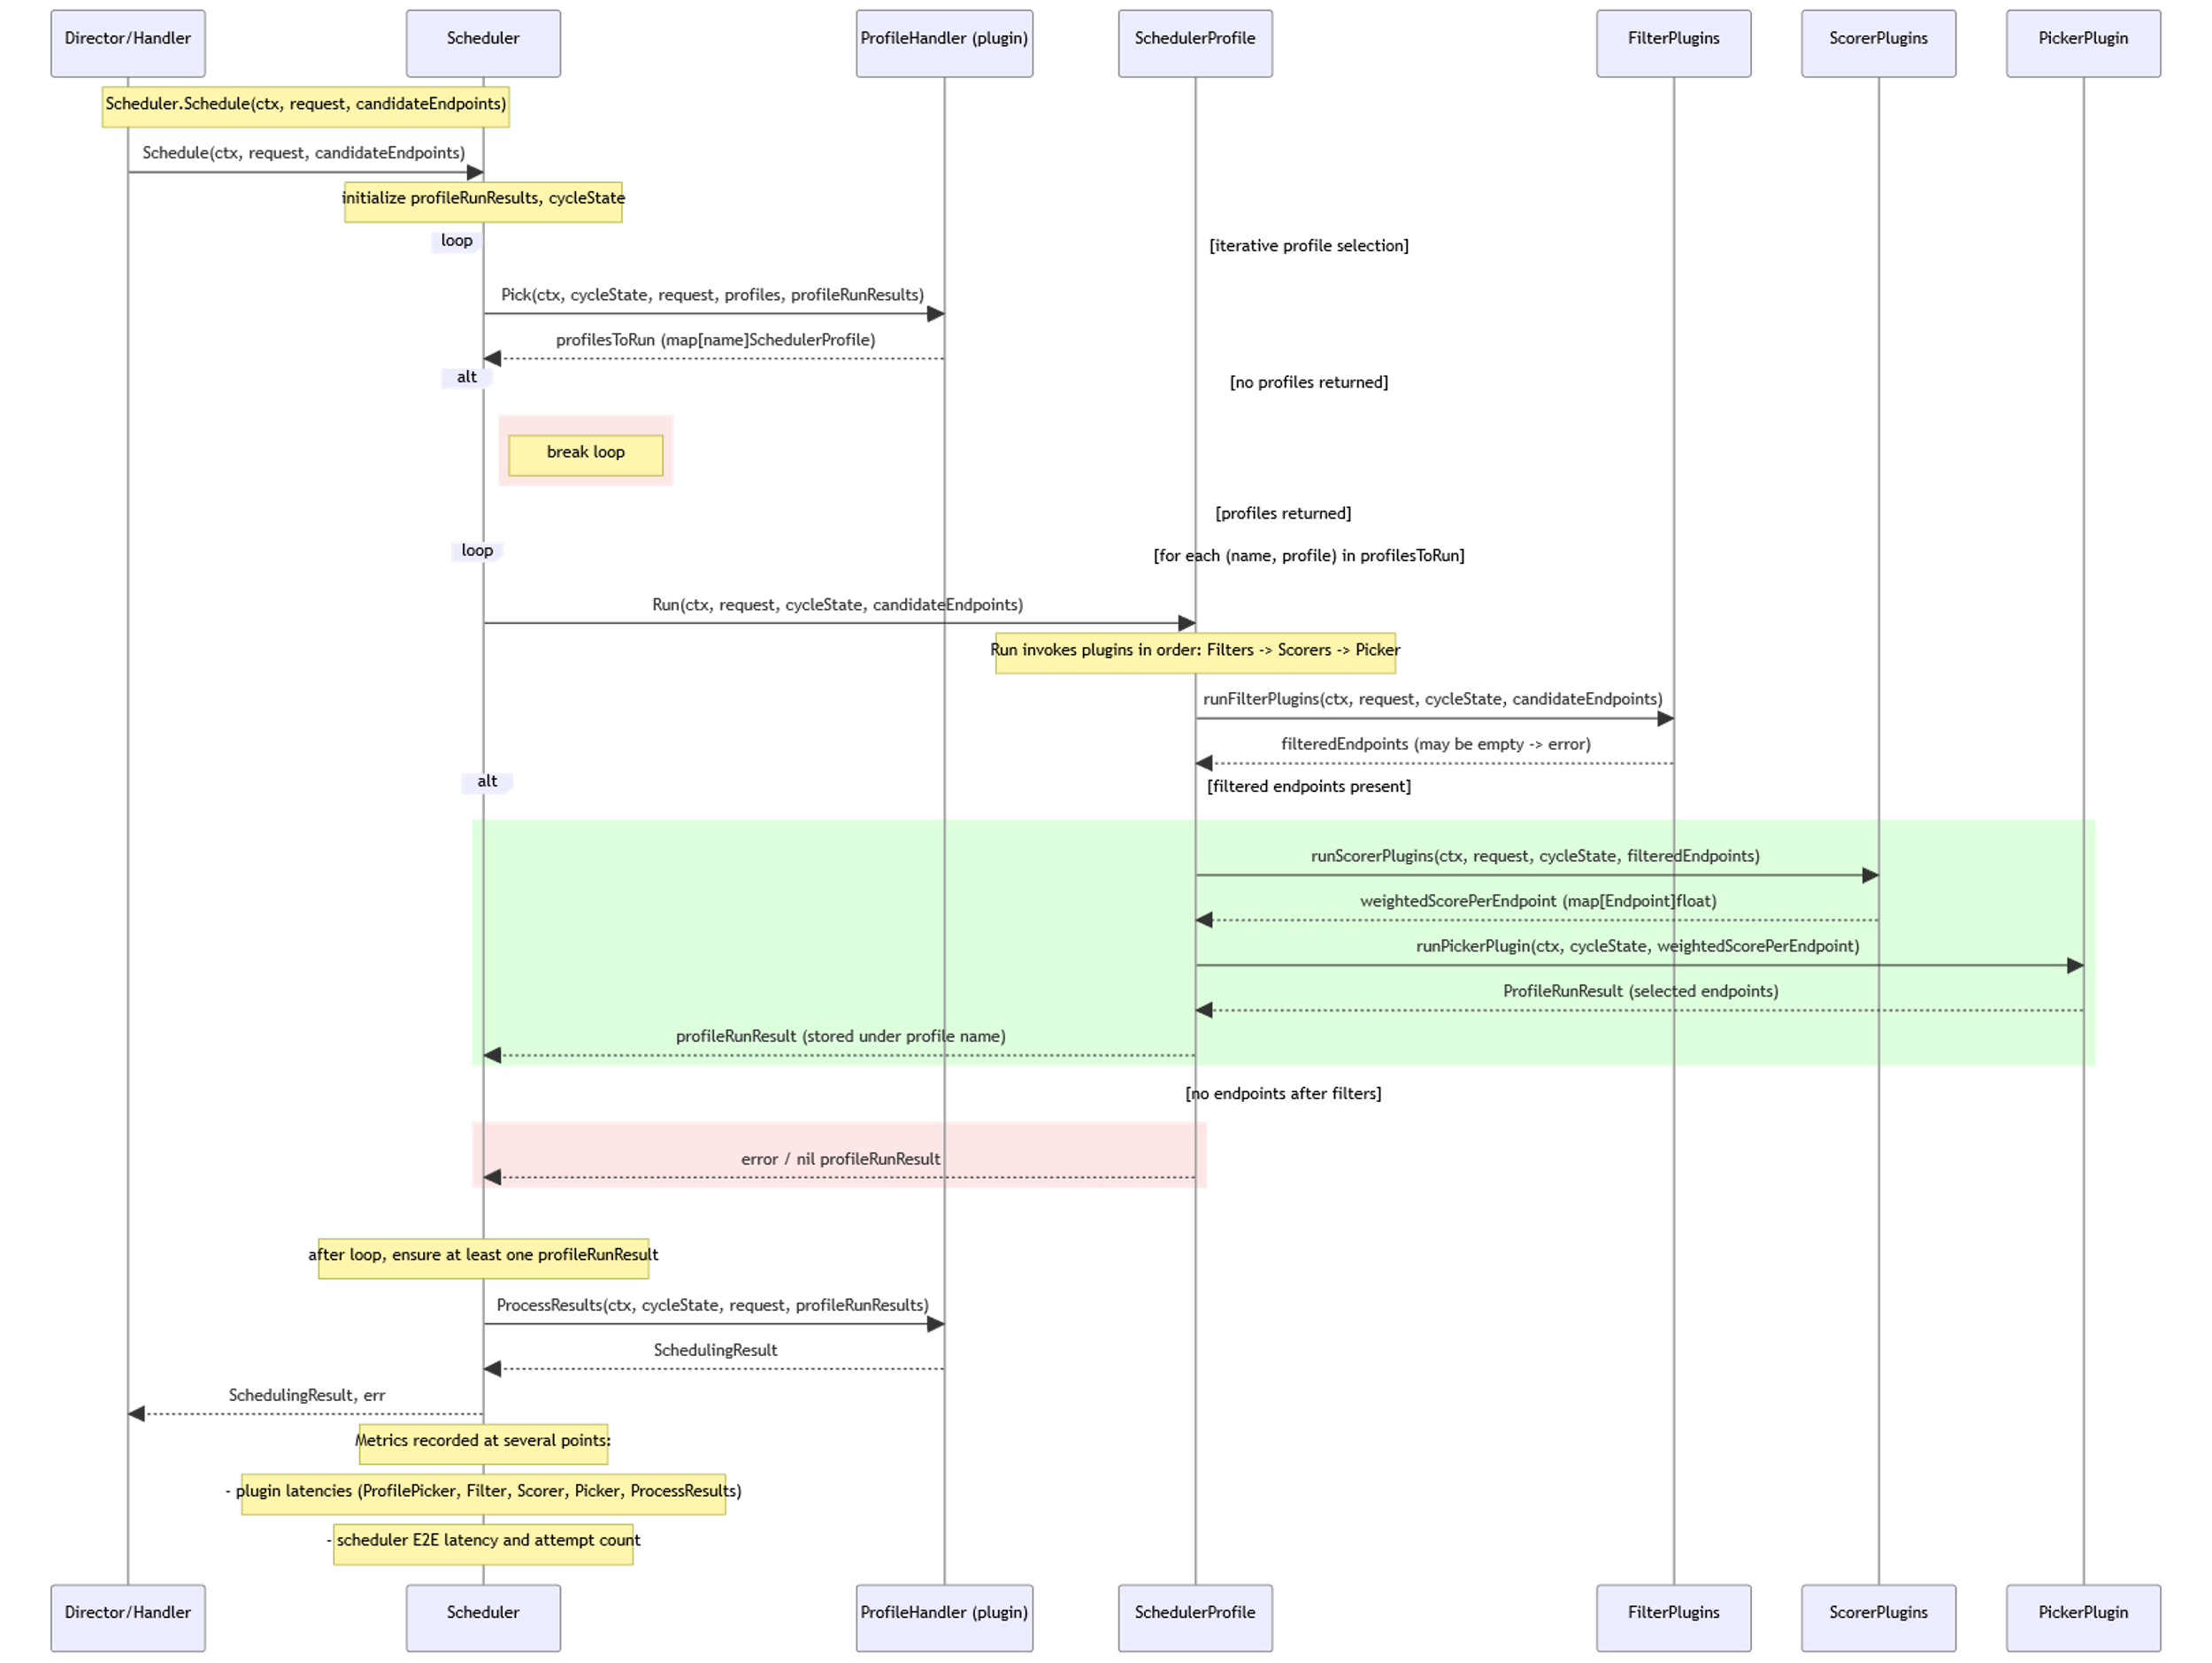 Director/Handler
Scheduler
ProfileHandler (plugin)
SchedulerProfile
FilterPlugins
ScorerPlugins
PickerPlugin
Scheduler.Schedule(ctx, request, candidateEndpoints)
Schedule(ctx, request, candidateEndpoints)
initialize profileRunResults, cycleState
loop
[iterative profile selection]
Pick(ctx, cycleState, request, profiles, profileRunResults)
profilesToRun (map[name]SchedulerProfile)
alt
[no profiles returned]
break loop
[profiles returned]
loop
[for each (name, profile) in profilesToRun]
Run(ctx, request, cycleState, candidateEndpoints)
Run invokes plugins in order: Filters -> Scorers -> Picker
runFilterPlugins(ctx, request, cycleState, candidateEndpoints)
filteredEndpoints (may be empty -> error)
alt
[filtered endpoints present]
runScorerPlugins(ctx, request, cycleState, filteredEndpoints)
weightedScorePerEndpoint (map[Endpoint]float)
runPickerPlugin(ctx, cycleState, weightedScorePerEndpoint)
ProfileRunResult (selected endpoints)
profileRunResult (stored under profile name)
[no endpoints after filters]
error / nil profileRunResult
after loop, ensure at least one profileRunResult
ProcessResults(ctx, cycleState, request, profileRunResults)
SchedulingResult
SchedulingResult, err
Metrics recorded at several points:
- plugin latencies (ProfilePicker, Filter, Scorer, Picker, ProcessResults)
- scheduler E2E latency and attempt count
Director/Handler
Scheduler
ProfileHandler (plugin)
SchedulerProfile
FilterPlugins
ScorerPlugins
PickerPlugin